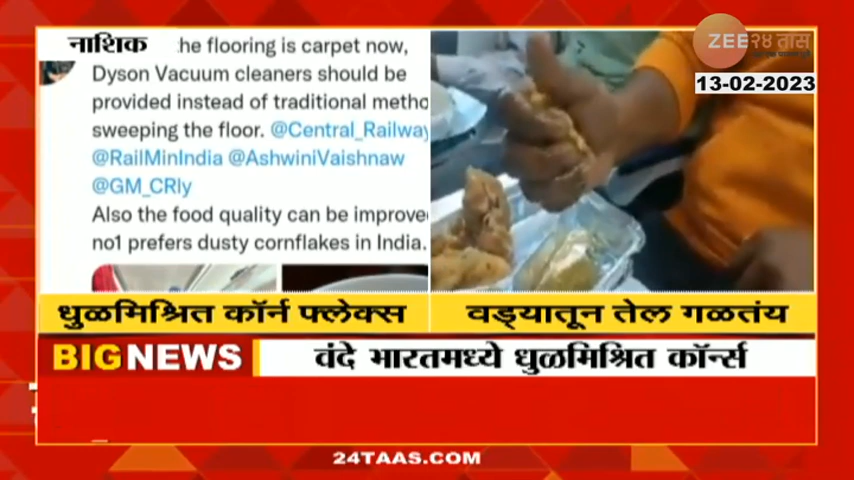 नाशिक
he flooring is carpet now,
Dyson Vacuum cleaners should be
provided instead of traditional metho
sweeping the floor. @Central_Railway
@RailMinIndia @AshwiniVaishnaw
@GM_CRly
Also the food quality can be improve
no1 prefers dusty cornflakes in India.
ZEE २४ तास
13-02-2023
धुळमिश्रित कॉर्न फ्लेक्स
वड्यातून तेल गळतंय
BIG NEWS
वंदे भारतमध्ये धुळमिश्रित कॉर्न्स
24TAAS.COM